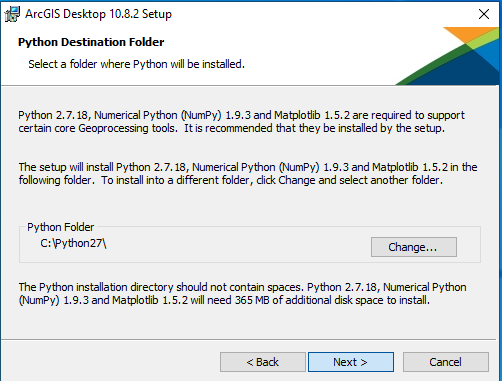 ArcGIS Desktop 10.8.2 Setup
Python Destination Folder
Select a folder where Python will be installed.
Python 2.7.18, Numerical Python (NumPy) 1.9.3 and Matplotlib 1.5.2 are required to support
certain core Geoprocessing tools. It is recommended that they be installed by the setup.
The setup will install Python 2.7.18, Numerical Python (NumPy) 1.9.3 and Matplotlib 1.5.2 in the
following folder. To install into a different folder, click Change and select another folder.
Python Folder
C:\Python27\
Change...
The Python installation directory should not contain spaces. Python 2.7.18, Numerical Python
(NumPy) 1.9.3 and Matplotlib 1.5.2 will need 365 MB of additional disk space to install.
< Back
Next >
Cancel